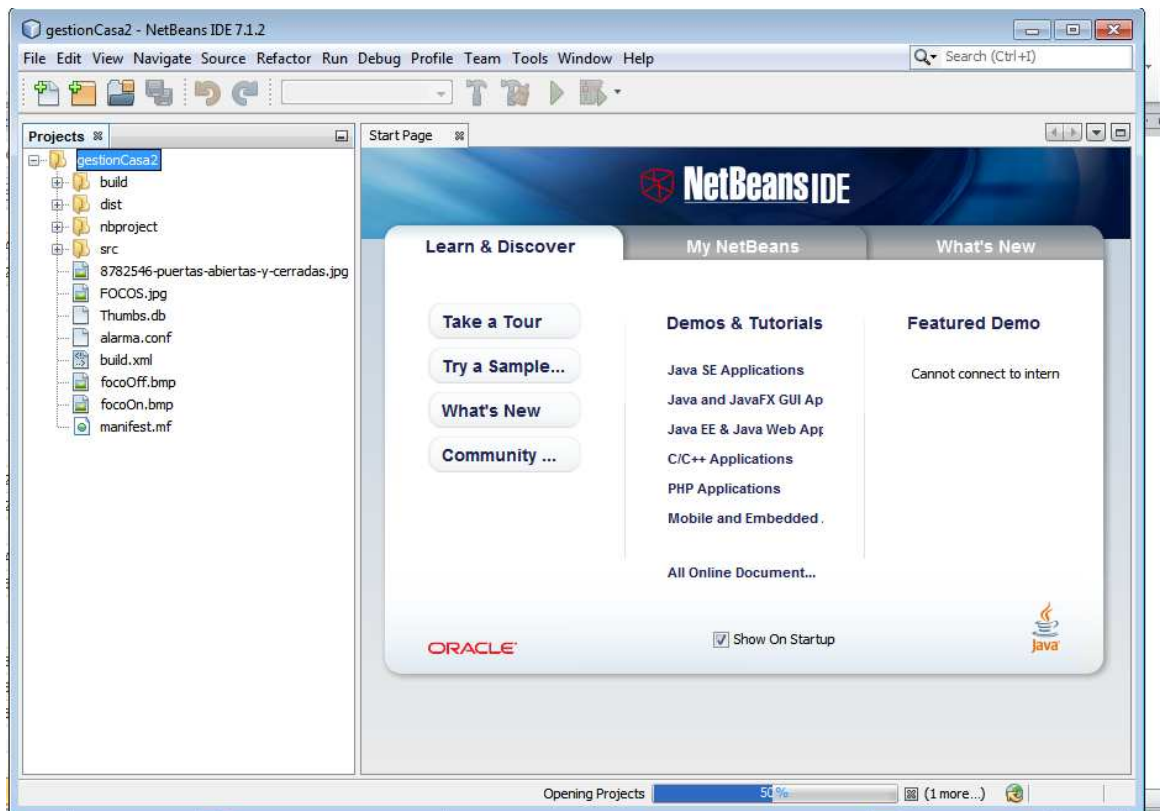 gestionCasa2 - NetBeans IDE 7.1.2
File Edit View Navigate Source Refactor Run Debug Profile Team Tools Window Help
Search (Ctrl+I)
Projects
gestionCasa2
build
dist
nbproject
src
8782546-puertas-abiertas-y-cerradas.jpg
FOCOS.jpg
Thumbs.db
alarma.conf
build.xml
focoOff.bmp
focoOn.bmp
manifest.mf
Start Page
NetBeans IDE
Learn & Discover
My NetBeans
What's New
Take a Tour
Try a Sample...
What's New
Community ...
Demos & Tutorials
Java SE Applications
Java and JavaFX GUI Ap
Java EE & Java Web App
C/C++ Applications
PHP Applications
Mobile and Embedded .
All Online Document...
Featured Demo
Cannot connect to intern
ORACLE
Show On Startup
Java
Opening Projects
50%
(1 more...)